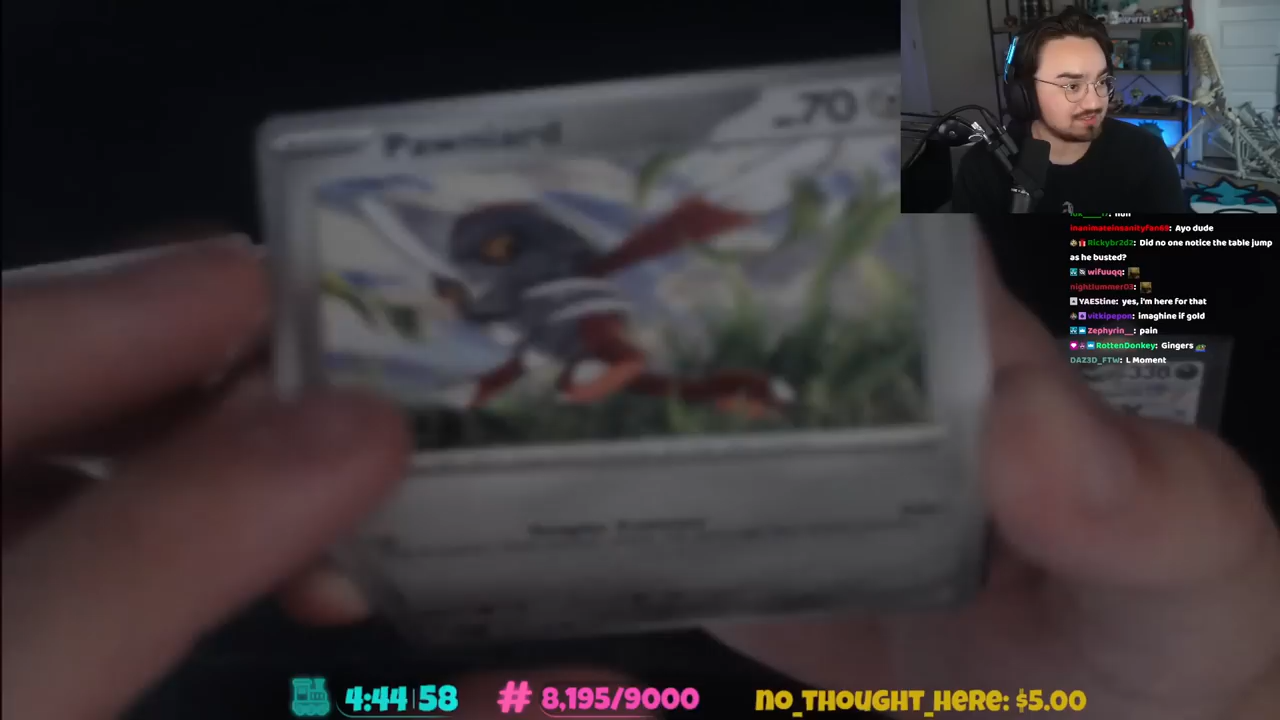 Pawniard
70
inanimateinsanityfan68: Ayo dude
Rickybr2d2: Did no one notice the table jump
as he busted?
wifuuqq:
nightlummer03:
YAEStine: yes, i'm here for that
vitkipepon: imaghine if gold
Zephyrin__: pain
RottenDonkey: Gingers
DAZ3D_FTW: L Moment
4:44|58
# 8,195/9000
NO_THOUGHT_HERE: $5.00